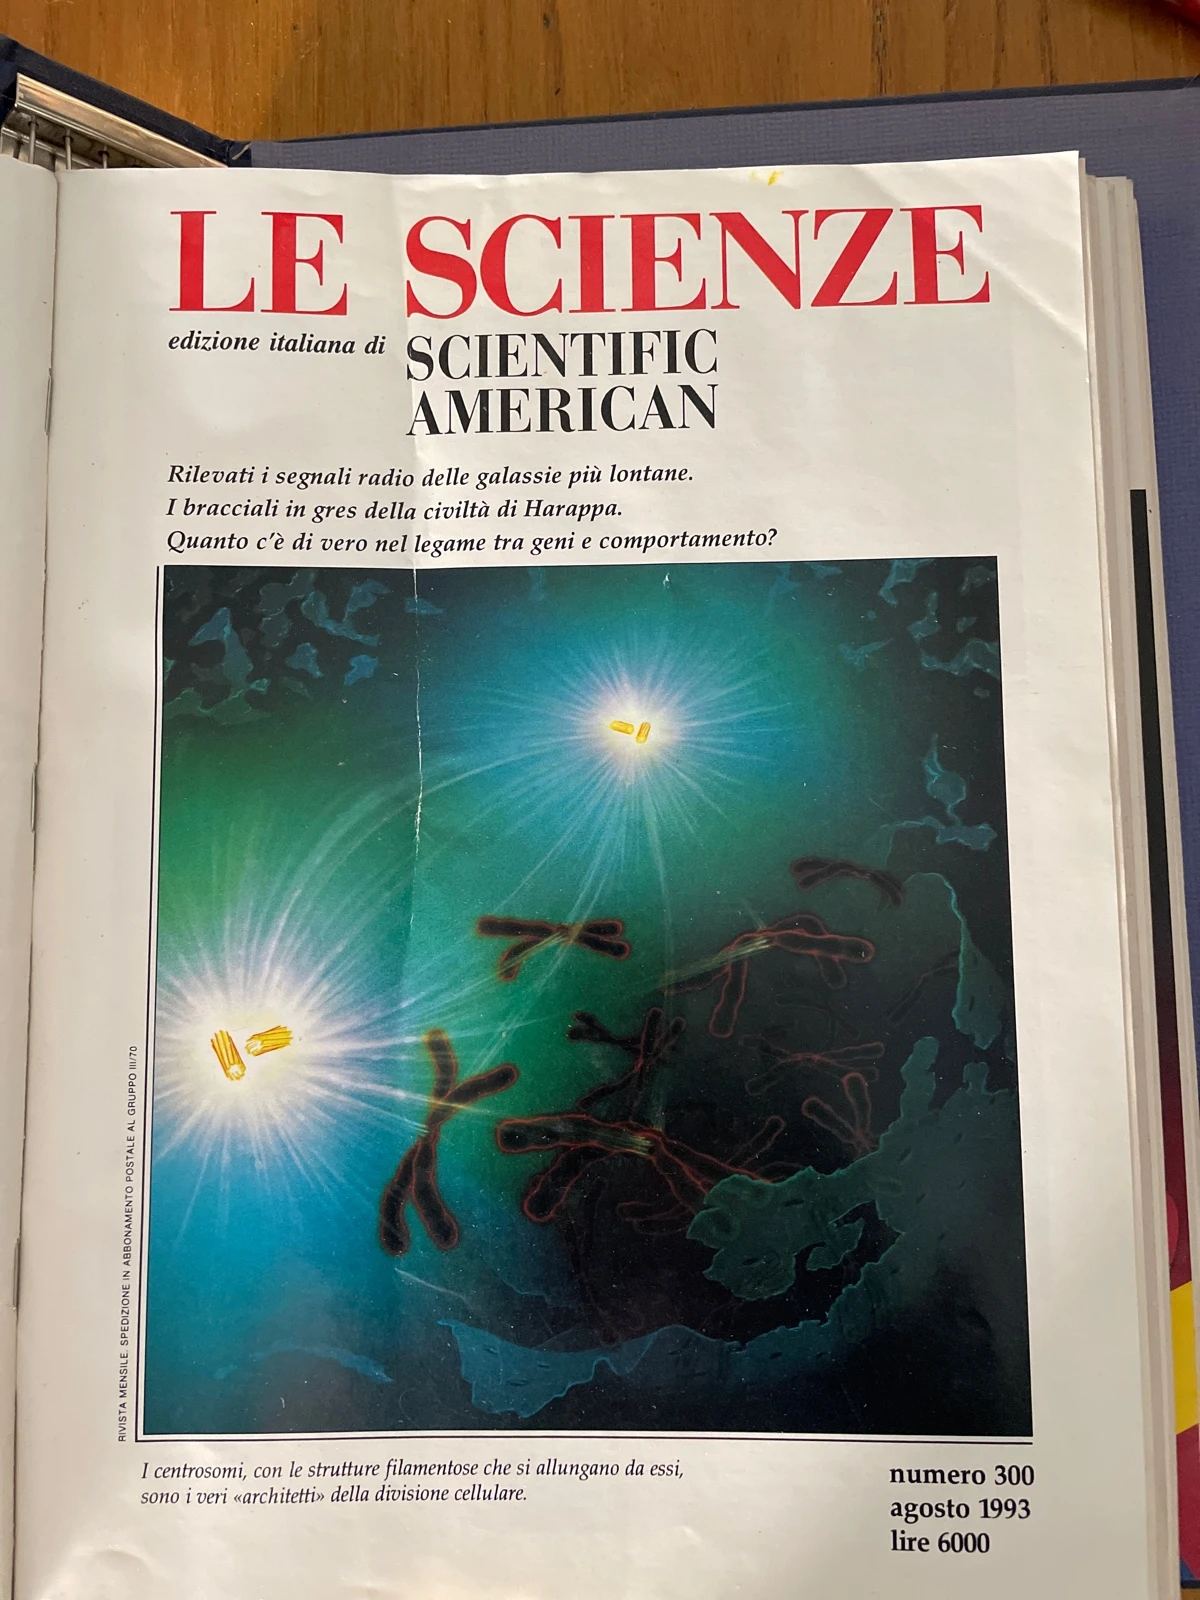 LE SCIENZE
edizione italiana di SCIENTIFIC
AMERICAN
Rilevati i segnali radio delle galassie più lontane.
I bracciali in gres della civiltà di Harappa.
Quanto c'è di vero nel legame tra geni e comportamento?
RIVISTA MENSILE. SPEDIZIONE IN ABBONAMENTO POSTALE AL GRUPPO III/70
I centrosomi, con le strutture filamentose che si allungano da essi,
sono i veri «architetti» della divisione cellulare.
numero 300
agosto 1993
lire 6000